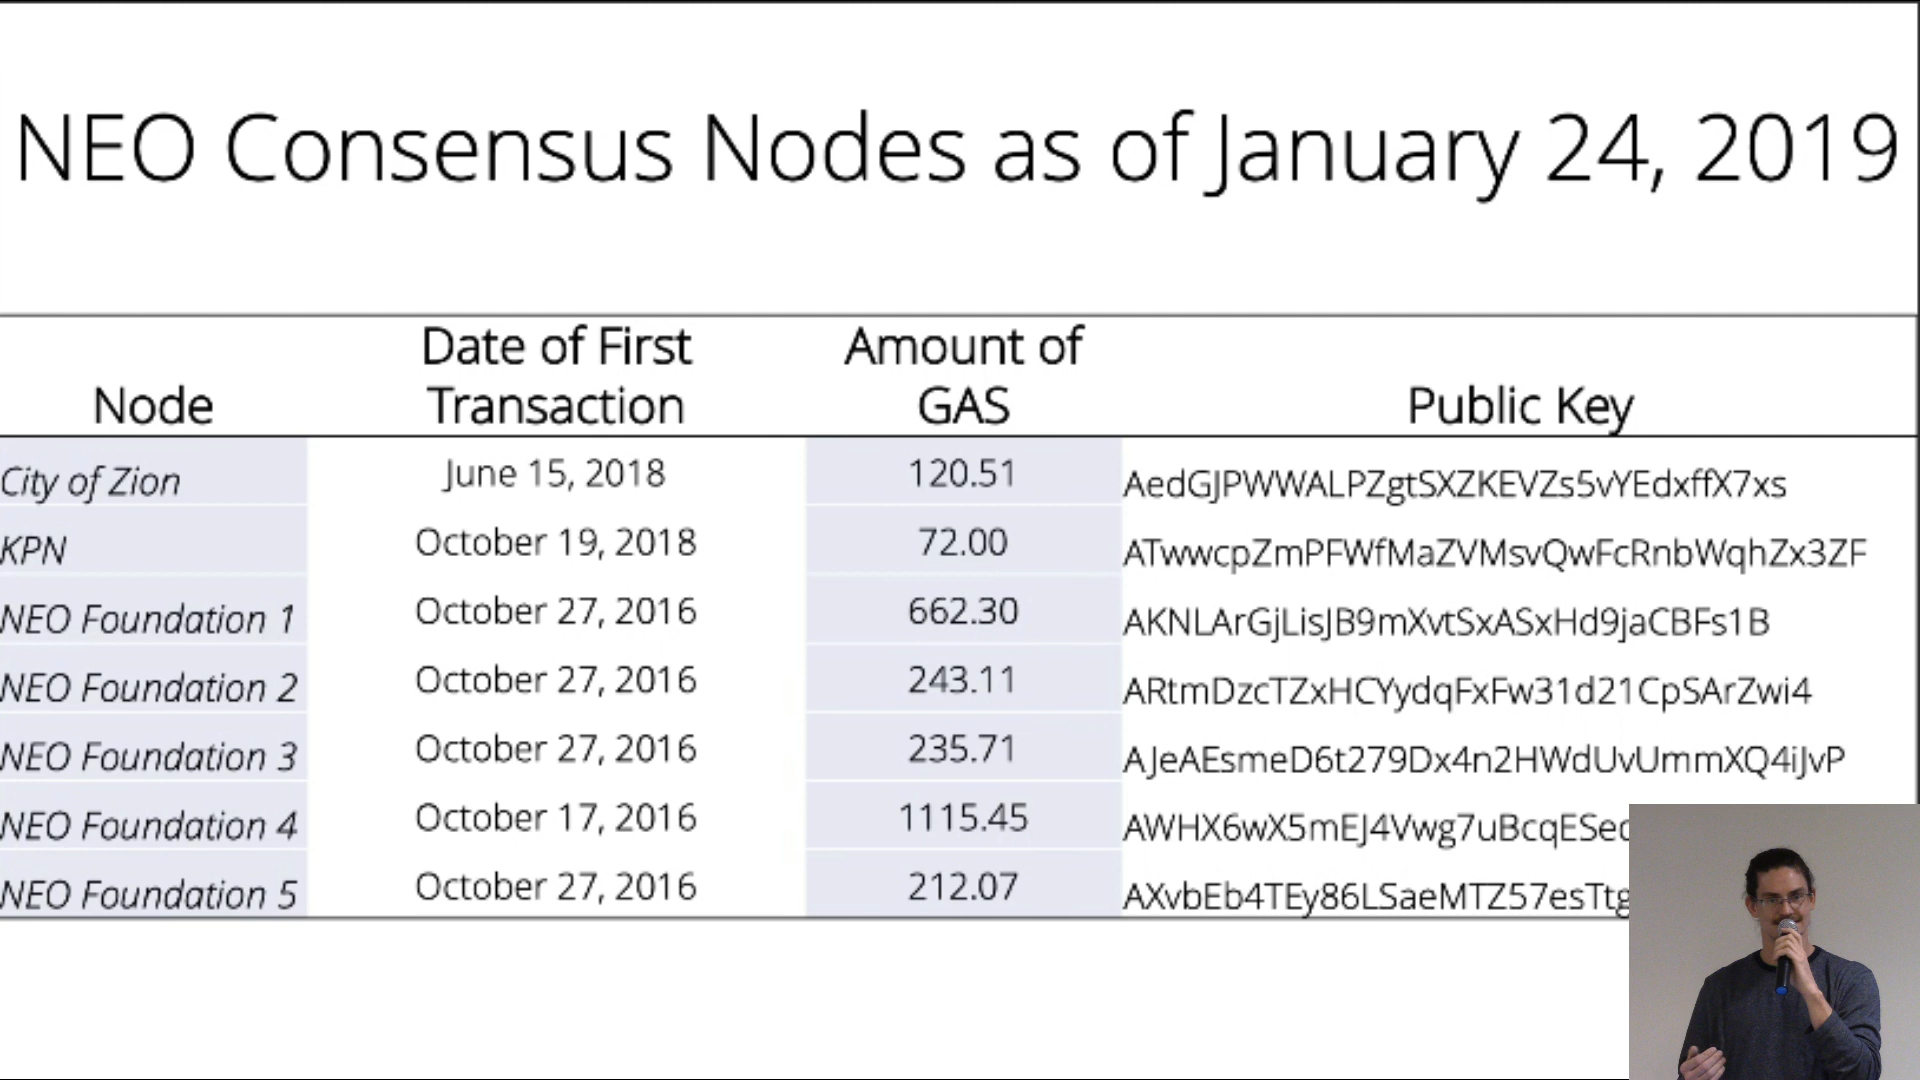 NEO Consensus Nodes as of January 24, 2019
Node Date of First Transaction Amount of GAS Public Key
City of Zion June 15, 2018 120.51 AedGJPWWALPZgtSXZKEVZs5vYEdxffX7xs
KPN October 19, 2018 72.00 ATwwcpZmPFWfMaZVMsvQwFcRnbWqhZx3ZF
NEO Foundation 1 October 27, 2016 662.30 AKNLArGjLisJB9mXvtSxASxHd9jaCBFs1B
NEO Foundation 2 October 27, 2016 243.11 ARtmDzcTZxHCYydqFxFw31d21CpSArZwi4
NEO Foundation 3 October 27, 2016 235.71 AJeAEsmeD6t279Dx4n2HWdUvUmmXQ4iJvP
NEO Foundation 4 October 17, 2016 1115.45
NEO Foundation 5 October 27, 2016 212.07